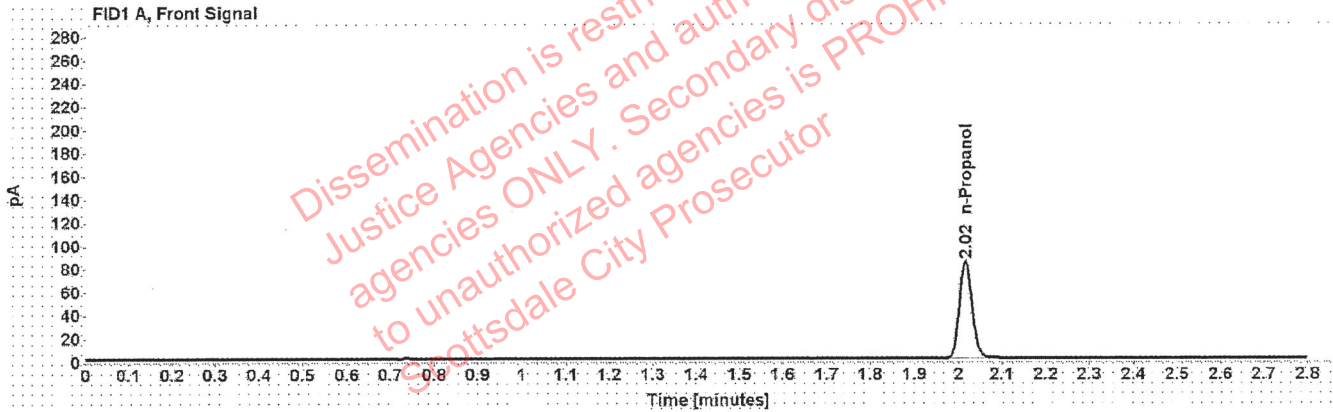 FID1 A, Front Signal
280
260
240
220
200
180
160
140
120
100
80
60
40
20
0
pA
2.02 n-Propanol
0 0.1 0.2 0.3 0.4 0.5 0.6 0.7 0.8 0.9 1 1.1 1.2 1.3 1.4 1.5 1.6 1.7 1.8 1.9 2 2.1 2.2 2.3 2.4 2.5 2.6 2.7 2.8
Time [minutes]
Dissemination is
Justice Agencies and
agencies ONLY. Secondary
to unauthorized agencies is
Scottsdale City Prosecutor